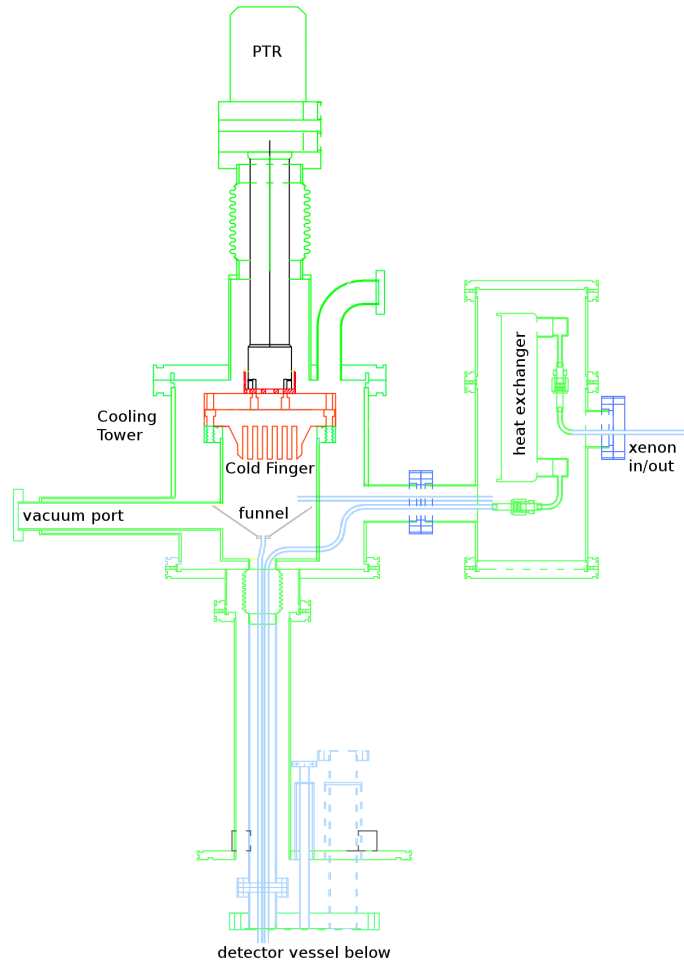 PTR
heat exchanger
Cooling
Tower
xenon
in/out
Cold Finger
vacuum port
funnel
detector vessel below